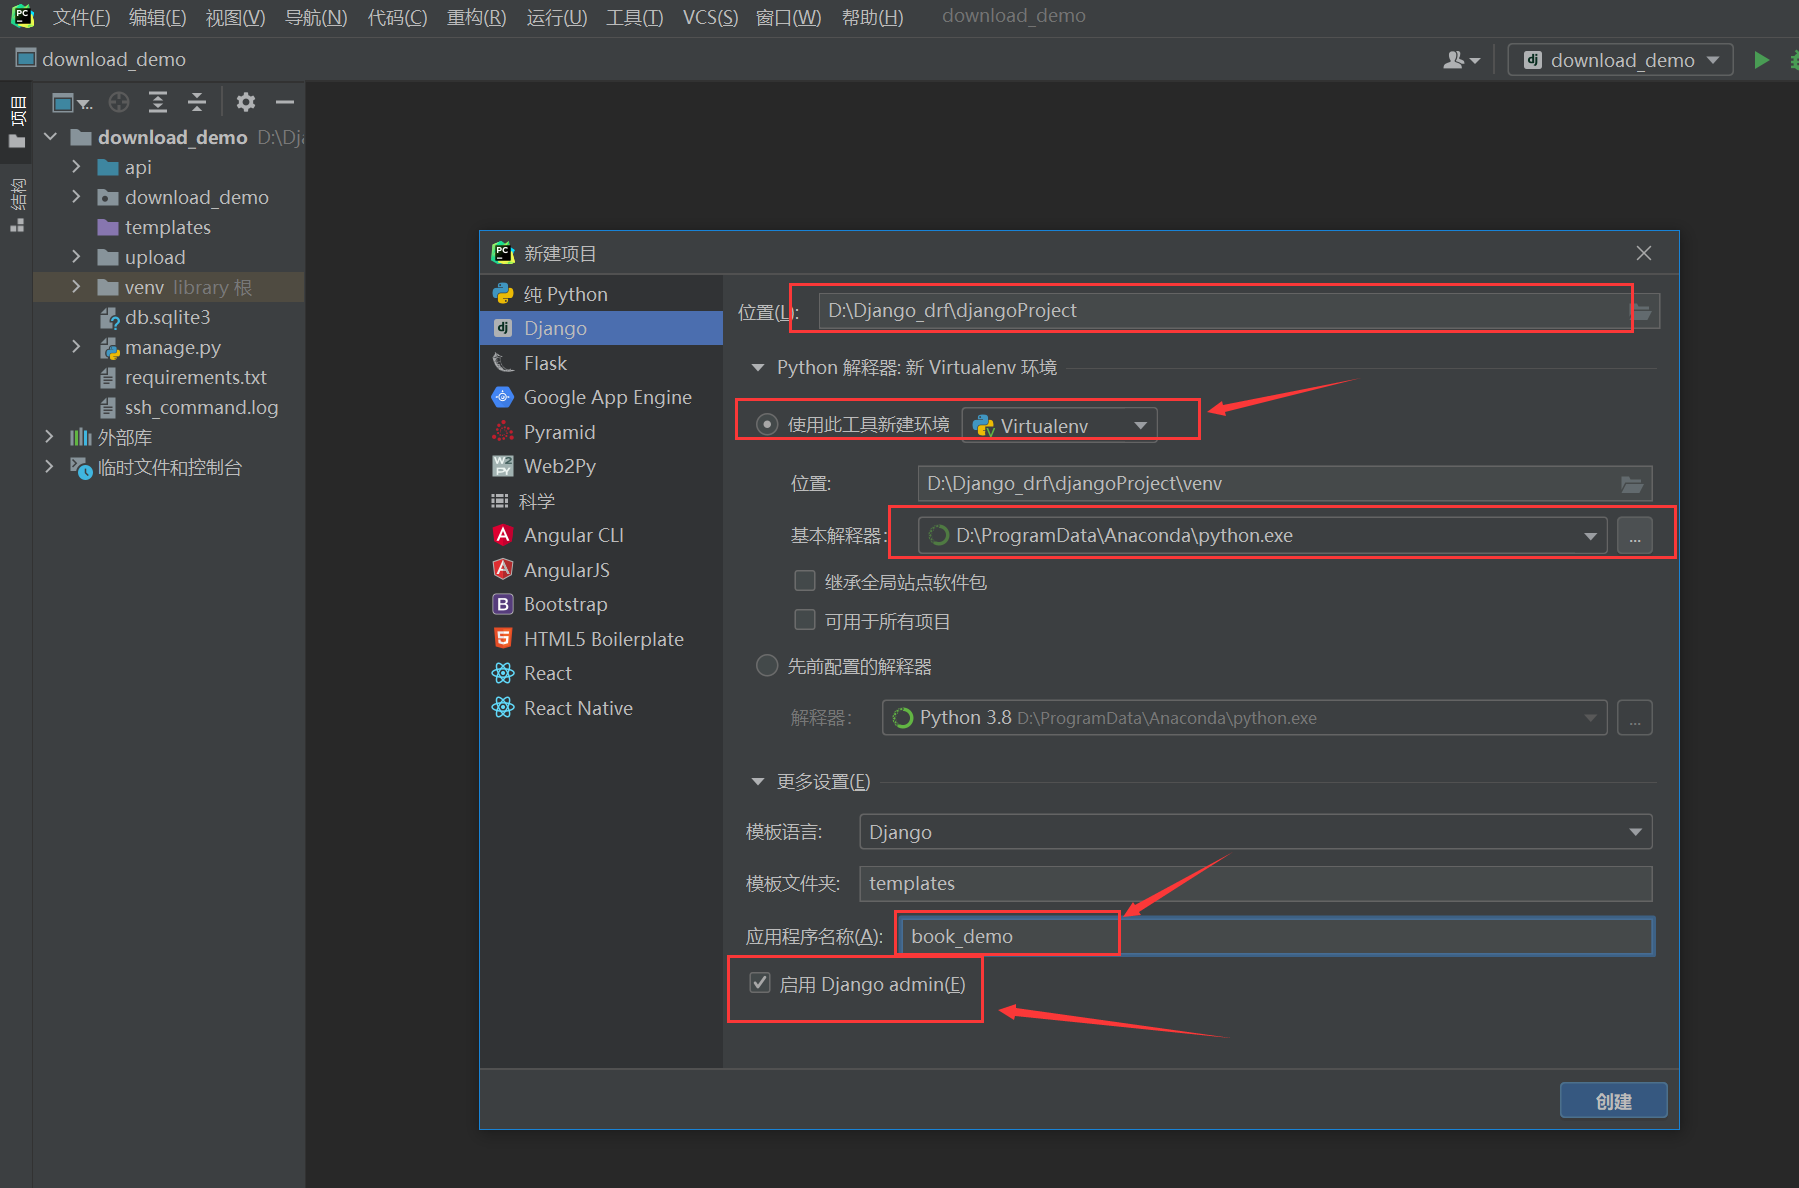 文件(F) 编辑(E) 视图(V) 导航(N) 代码(C) 重构(R) 运行(U) 工具(T) VCS(S) 窗口(W) 帮助(H) download_demo
download_demo
download_demo
项目
结构
download_demo D:\Dj
api
download_demo
templates
upload
venv library 根
db.sqlite3
manage.py
requirements.txt
ssh_command.log
外部库
临时文件和控制台
新建项目
纯 Python
Django
Flask
Google App Engine
Pyramid
Web2Py
科学
Angular CLI
AngularJS
Bootstrap
HTML5 Boilerplate
React
React Native
位置(L): D:\Django_drf\djangoProject
Python 解释器: 新 Virtualenv 环境
使用此工具新建环境 Virtualenv
位置: D:\Django_drf\djangoProject\venv
基本解释器: D:\ProgramData\Anaconda\python.exe ...
继承全局站点软件包
可用于所有项目
先前配置的解释器
解释器: Python 3.8 D:\ProgramData\Anaconda\python.exe ...
更多设置(E)
模板语言: Django
模板文件夹: templates
应用程序名称(A): book_demo
启用 Django admin(E)
创建